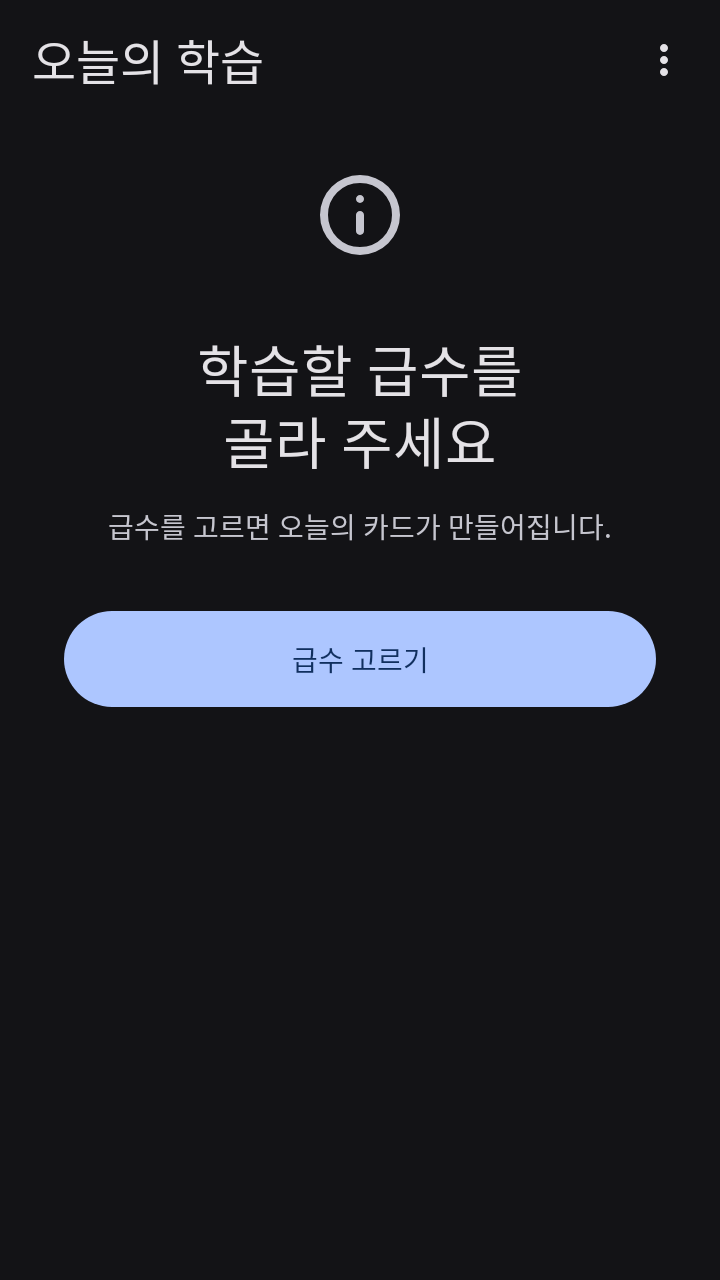 오늘의 학습
학습할 급수를
골라 주세요
급수를 고르면 오늘의 카드가 만들어집니다.
급수 고르기